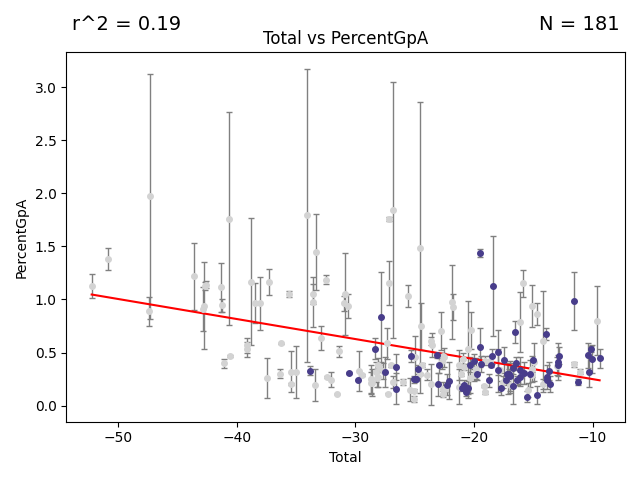 r^2 = 0.19
N = 181
Total vs PercentGpA
PercentGpA
3.0
2.5
2.0
1.5
1.0
0.5
0.0
−50
−40
−30
−20
−10
Total